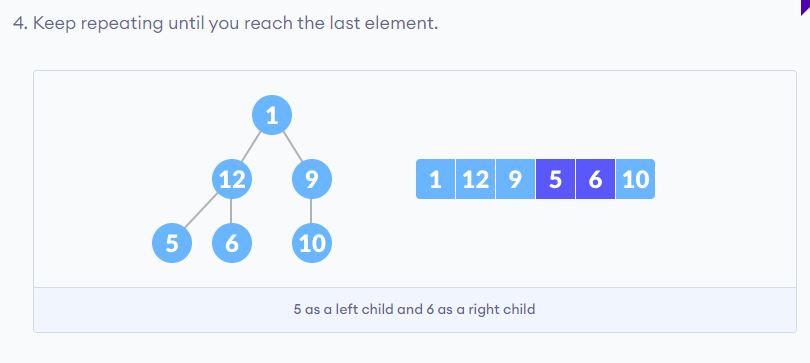 4. Keep repeating until you reach the last element.
1
12 9
5 6 10
1 12 9 5 6 10
5 as a left child and 6 as a right child